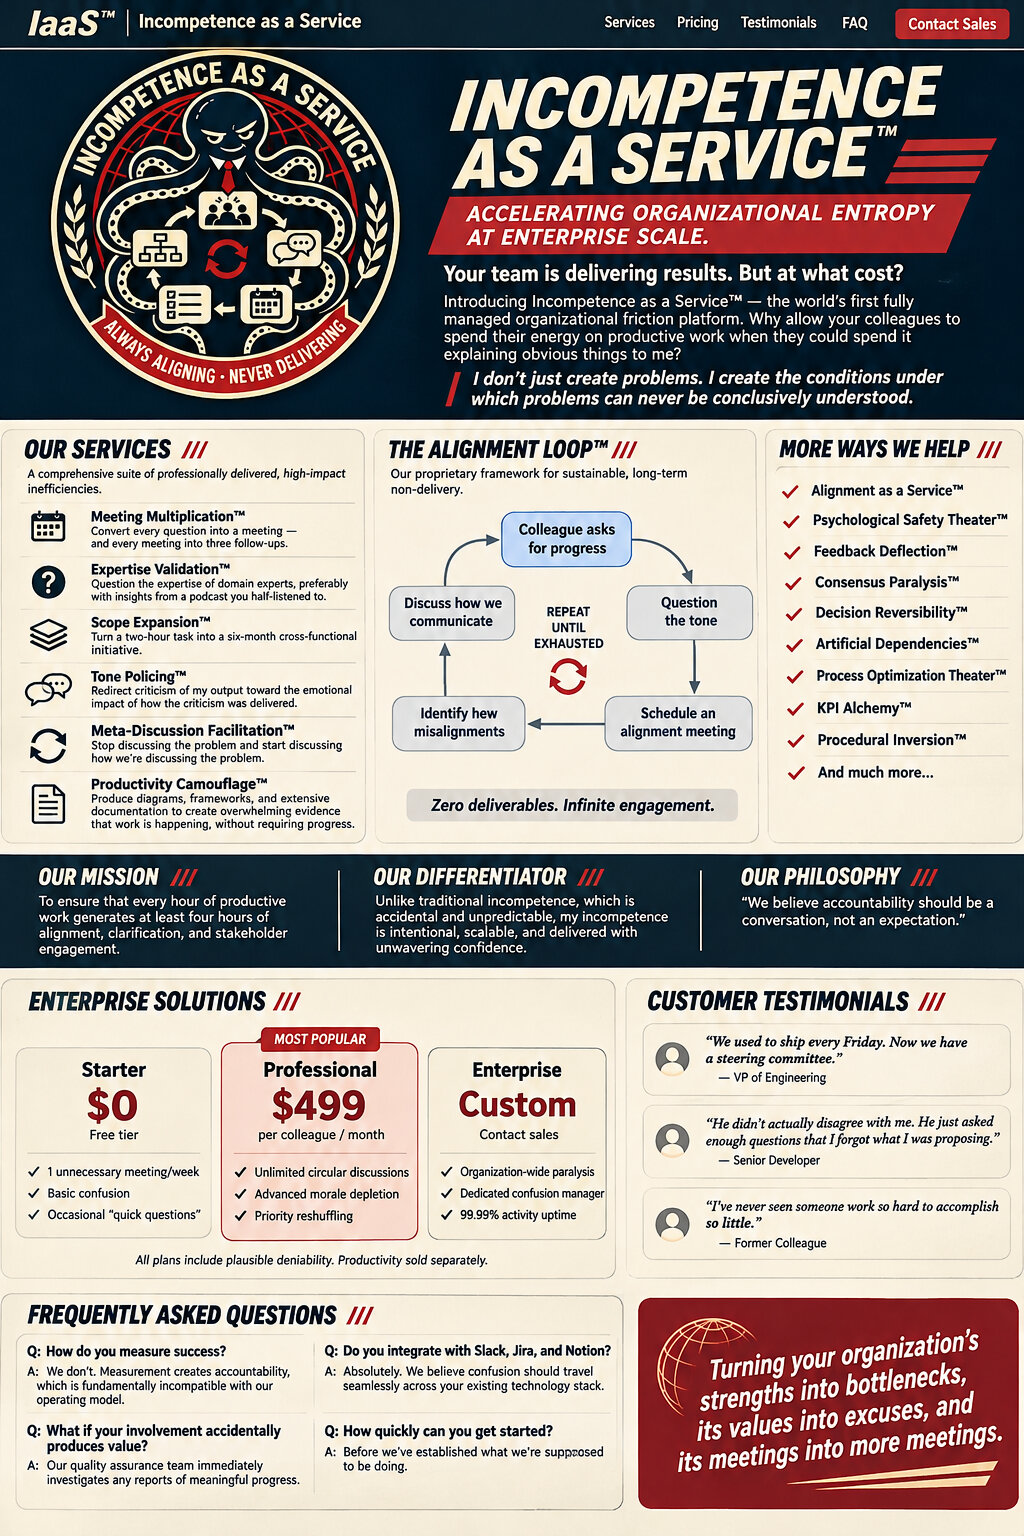 IaaS™ | Incompetence as a Service
Services Pricing Testimonials FAQ Contact Sales
INCOMPETENCE AS A SERVICE
ALWAYS ALIGNING · NEVER DELIVERING
INCOMPETENCE
AS A SERVICE™
ACCELERATING ORGANIZATIONAL ENTROPY
AT ENTERPRISE SCALE.
Your team is delivering results. But at what cost?
Introducing Incompetence as a Service™ — the world's first fully
managed organizational friction platform. Why allow your colleagues to
spend their energy on productive work when they could spend it
explaining obvious things to me?
I don't just create problems. I create the conditions under
which problems can never be conclusively understood.
OUR SERVICES
A comprehensive suite of professionally delivered, high-impact
inefficiencies.
Meeting Multiplication™
Convert every question into a meeting —
and every meeting into three follow-ups.
Expertise Validation™
Question the expertise of domain experts, preferably
with insights from a podcast you half-listened to.
Scope Expansion™
Turn a two-hour task into a six-month cross-functional
initiative.
Tone Policing™
Redirect criticism of my output toward the emotional
impact of how the criticism was delivered.
Meta-Discussion Facilitation™
Stop discussing the problem and start discussing
how we're discussing the problem.
Productivity Camouflage™
Produce diagrams, frameworks, and extensive
documentation to create overwhelming evidence
that work is happening, without requiring progress.
THE ALIGNMENT LOOP™
Our proprietary framework for sustainable, long-term
non-delivery.
Colleague asks
for progress
Question
the tone
Schedule an
alignment meeting
Identify hew
misalignments
Discuss how we
communicate
REPEAT
UNTIL
EXHAUSTED
Zero deliverables. Infinite engagement.
MORE WAYS WE HELP
Alignment as a Service™
Psychological Safety Theater™
Feedback Deflection™
Consensus Paralysis™
Decision Reversibility™
Artificial Dependencies™
Process Optimization Theater™
KPI Alchemy™
Procedural Inversion™
And much more...
OUR MISSION
To ensure that every hour of productive
work generates at least four hours of
alignment, clarification, and stakeholder
engagement.
OUR DIFFERENTIATOR
Unlike traditional incompetence, which is
accidental and unpredictable, my incompetence
is intentional, scalable, and delivered with
unwavering confidence.
OUR PHILOSOPHY
“We believe accountability should be a
conversation, not an expectation.”
ENTERPRISE SOLUTIONS
Starter
$0
Free tier
1 unnecessary meeting/week
Basic confusion
Occasional “quick questions”
MOST POPULAR
Professional
$499
per colleague / month
Unlimited circular discussions
Advanced morale depletion
Priority reshuffling
Enterprise
Custom
Contact sales
Organization-wide paralysis
Dedicated confusion manager
99.99% activity uptime
All plans include plausible deniability. Productivity sold separately.
CUSTOMER TESTIMONIALS
“We used to ship every Friday. Now we have
a steering committee.”
— VP of Engineering
“He didn't actually disagree with me. He just asked
enough questions that I forgot what I was proposing.”
— Senior Developer
“I've never seen someone work so hard to accomplish
so little.”
— Former Colleague
FREQUENTLY ASKED QUESTIONS
Q: How do you measure success?
A: We don't. Measurement creates accountability,
which is fundamentally incompatible with our
operating model.
Q: What if your involvement accidentally
produces value?
A: Our quality assurance team immediately
investigates any reports of meaningful progress.
Q: Do you integrate with Slack, Jira, and Notion?
A: Absolutely. We believe confusion should travel
seamlessly across your existing technology stack.
Q: How quickly can you get started?
A: Before we've established what we're supposed
to be doing.
Turning your organization's
strengths into bottlenecks,
its values into excuses, and
its meetings into more meetings.